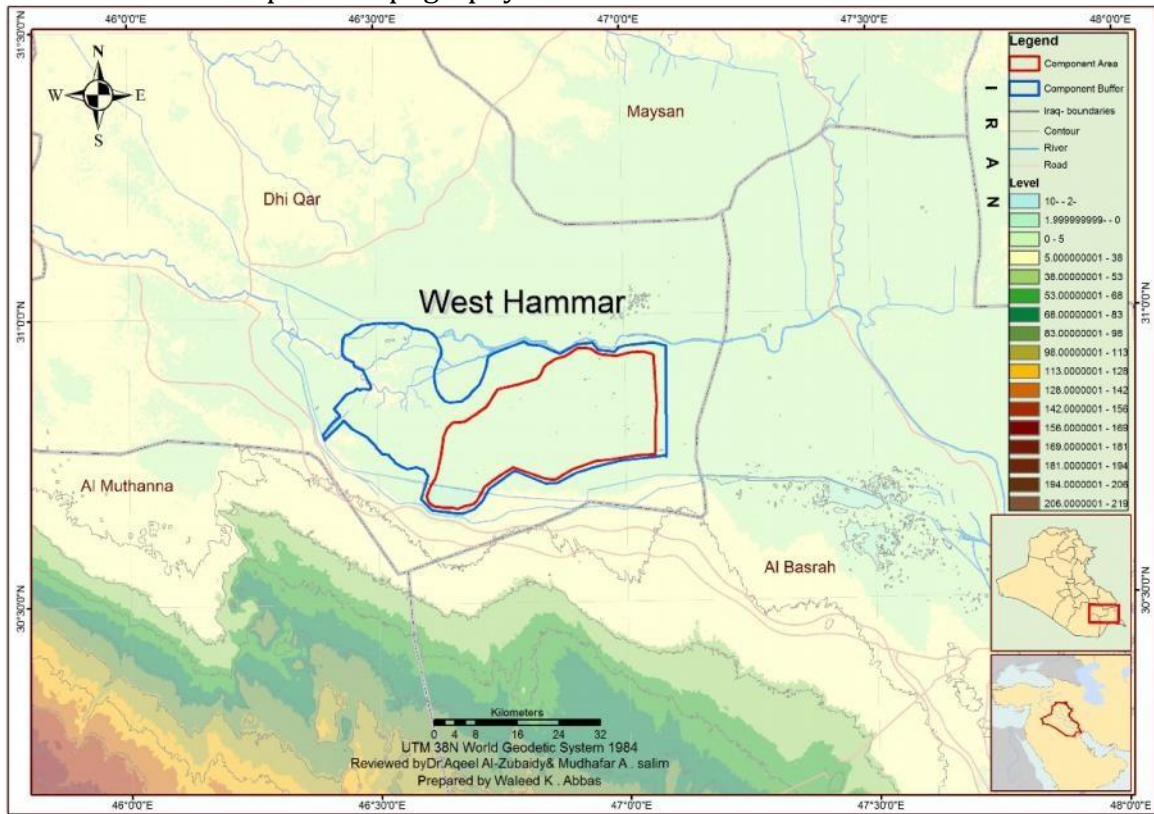 46°0'0"E 46°30'0"E 47°0'0"E 47°30'0"E 48°0'0"E
31°30'0"N
31°0'0"N
30°30'0"N
N
W E
S
Maysan
Dhi Qar
West Hammar
Al Muthanna
Al Basrah
I R A N
Legend
Component Area
Component Buffer
Iraq- boundaries
Contour
River
Road
Level
10- - 2-
1.999999999- - 0
0 - 5
5.000000001 - 38
38.00000001 - 53
53.00000001 - 68
68.00000001 - 83
83.00000001 - 98
98.00000001 - 113
113.0000001 - 128
128.0000001 - 142
142.0000001 - 156
156.0000001 - 169
169.0000001 - 181
181.0000001 - 194
194.0000001 - 206
206.0000001 - 219
31°0'0"N
30°30'0"N
Kilometers
0 4 8 16 24 32
UTM 38N World Geodetic System 1984
Reviewed byDr.Aqeel Al-Zubaidy& Mudhafar A . salim
Prepared by Waleed K . Abbas
46°0'0"E 46°30'0"E 47°0'0"E 47°30'0"E 48°0'0"E